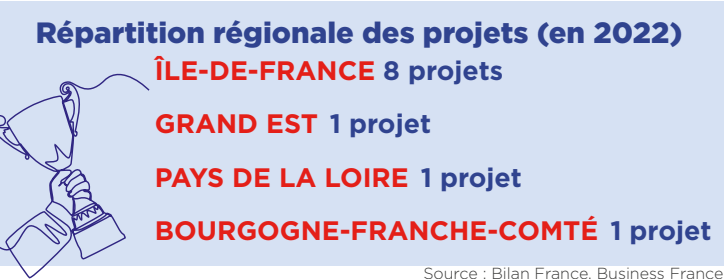 Répartition régionale des projets (en 2022)
ÎLE-DE-FRANCE 8 projets
GRAND EST 1 projet
PAYS DE LA LOIRE 1 projet
BOURGOGNE-FRANCHE-COMTÉ 1 projet
Source : Bilan France, Business France